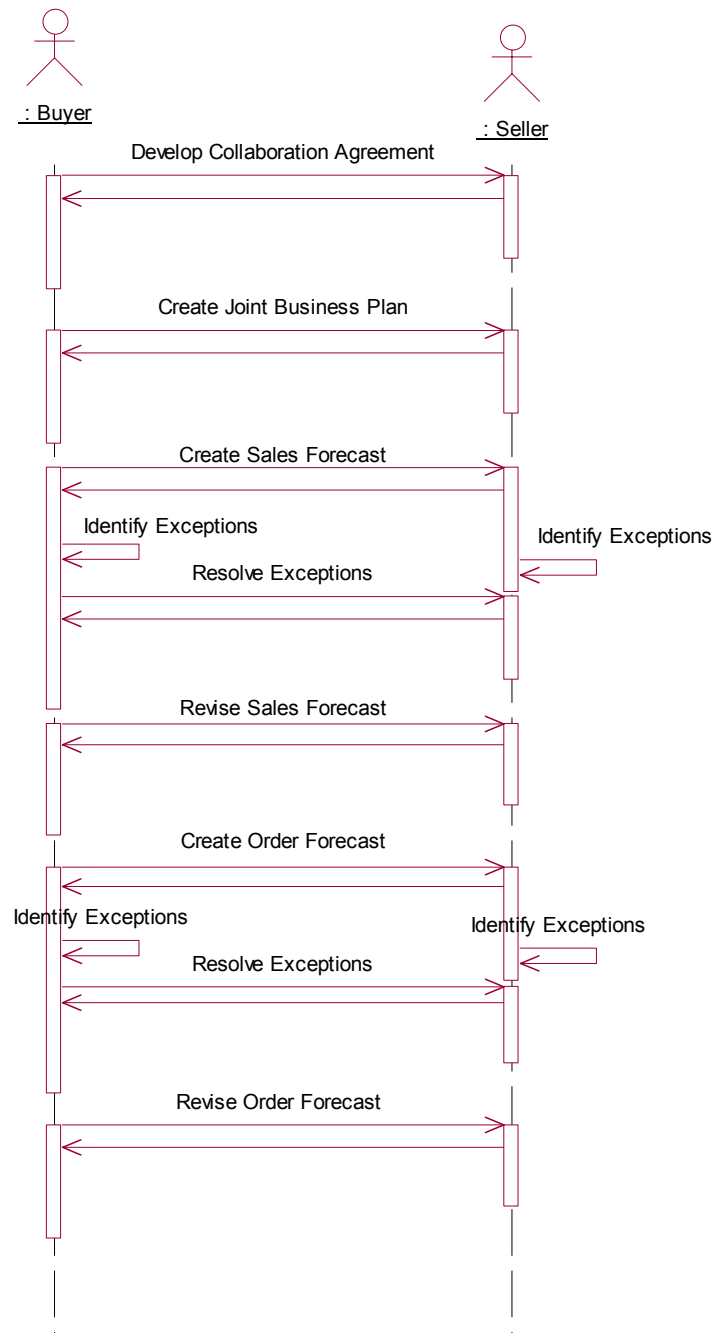 : Buyer
: Seller
Develop Collaboration Agreement
Create Joint Business Plan
Create Sales Forecast
Identify Exceptions
Identify Exceptions
Resolve Exceptions
Revise Sales Forecast
Create Order Forecast
Identify Exceptions
Identify Exceptions
Resolve Exceptions
Revise Order Forecast